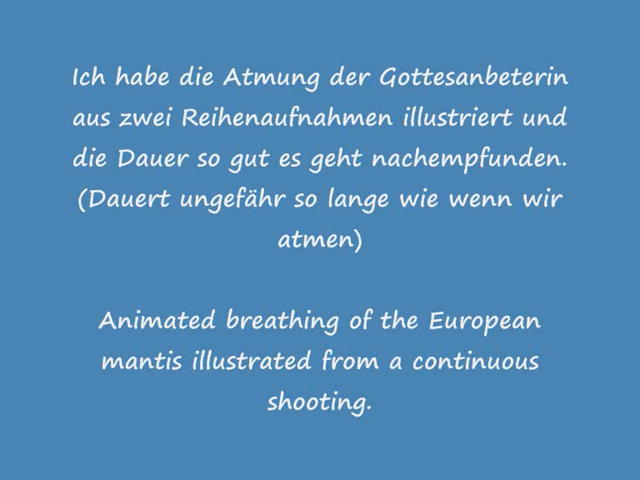 Ich habe die Atmung der Gottesanbeterin
aus zwei Reihenaufnahmen illustriert und
die Dauer so gut es geht nachempfunden.
(Dauert ungefähr so lange wie wenn wir
atmen)
Animated breathing of the European
mantis illustrated from a continuous
shooting.